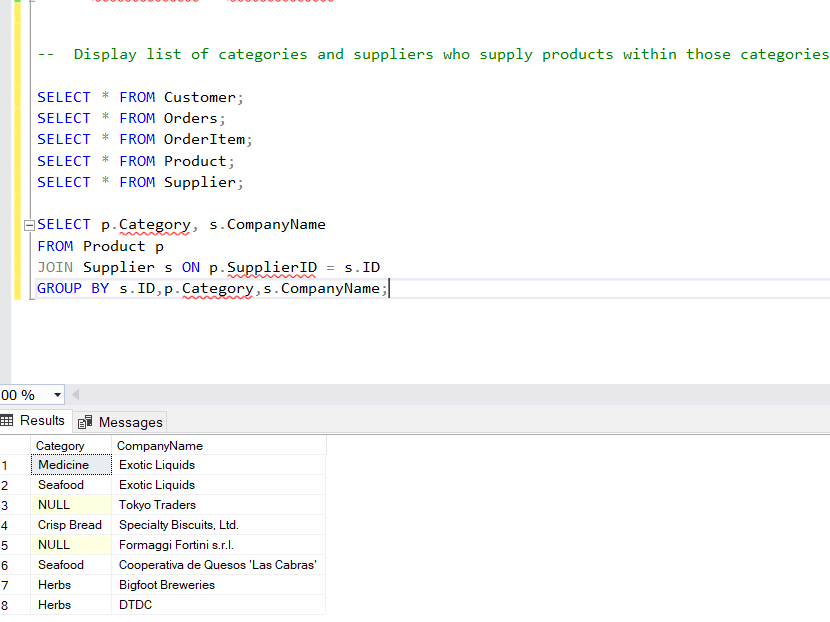 --  Display list of categories and suppliers who supply products within those categories
SELECT * FROM Customer;
SELECT * FROM Orders;
SELECT * FROM OrderItem;
SELECT * FROM Product;
SELECT * FROM Supplier;
SELECT p.Category, s.CompanyName
FROM Product p
JOIN Supplier s ON p.SupplierID = s.ID
GROUP BY s.ID,p.Category,s.CompanyName;
00 %
Results Messages
Category CompanyName
1 Medicine Exotic Liquids
2 Seafood Exotic Liquids
3 NULL Tokyo Traders
4 Crisp Bread Specialty Biscuits, Ltd.
5 NULL Formaggi Fortini s.r.l.
6 Seafood Cooperativa de Quesos 'Las Cabras'
7 Herbs Bigfoot Breweries
8 Herbs DTDC